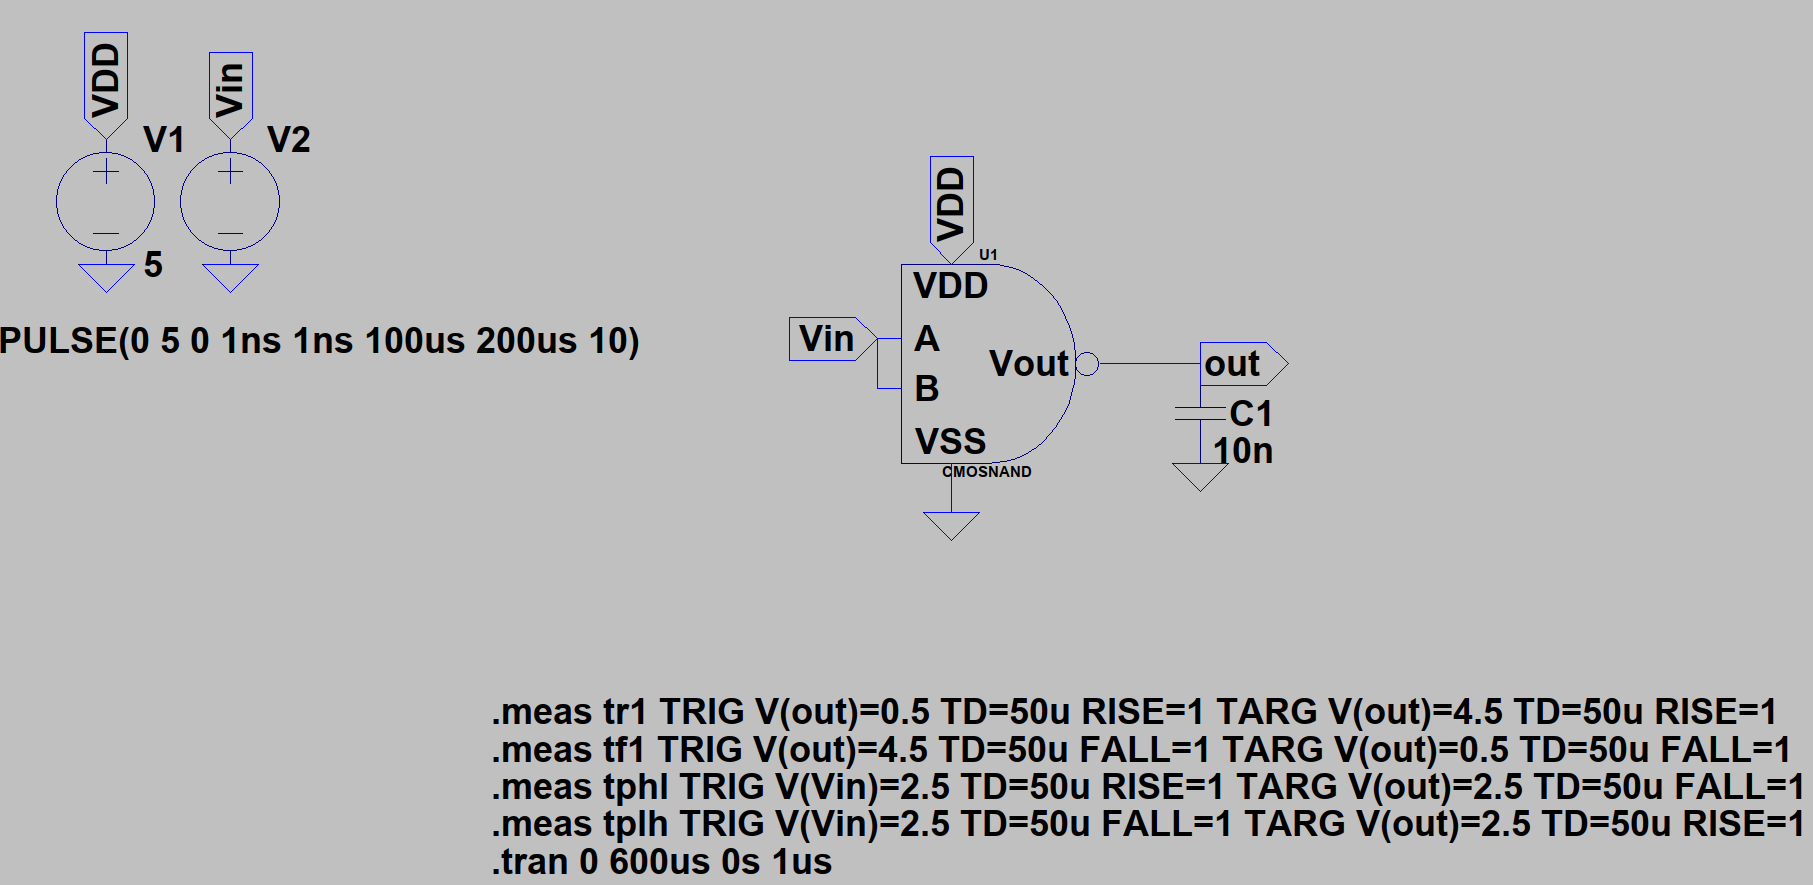 VDD
Vin
V1
V2
5
PULSE(0 5 0 1ns 1ns 100us 200us 10)
VDD
U1
VDD
Vin
A
Vout
out
B
C1
VSS
10n
CMOSNAND
.meas tr1 TRIG V(out)=0.5 TD=50u RISE=1 TARG V(out)=4.5 TD=50u RISE=1
.meas tf1 TRIG V(out)=4.5 TD=50u FALL=1 TARG V(out)=0.5 TD=50u FALL=1
.meas tphl TRIG V(Vin)=2.5 TD=50u RISE=1 TARG V(out)=2.5 TD=50u FALL=1
.meas tplh TRIG V(Vin)=2.5 TD=50u FALL=1 TARG V(out)=2.5 TD=50u RISE=1
.tran 0 600us 0s 1us